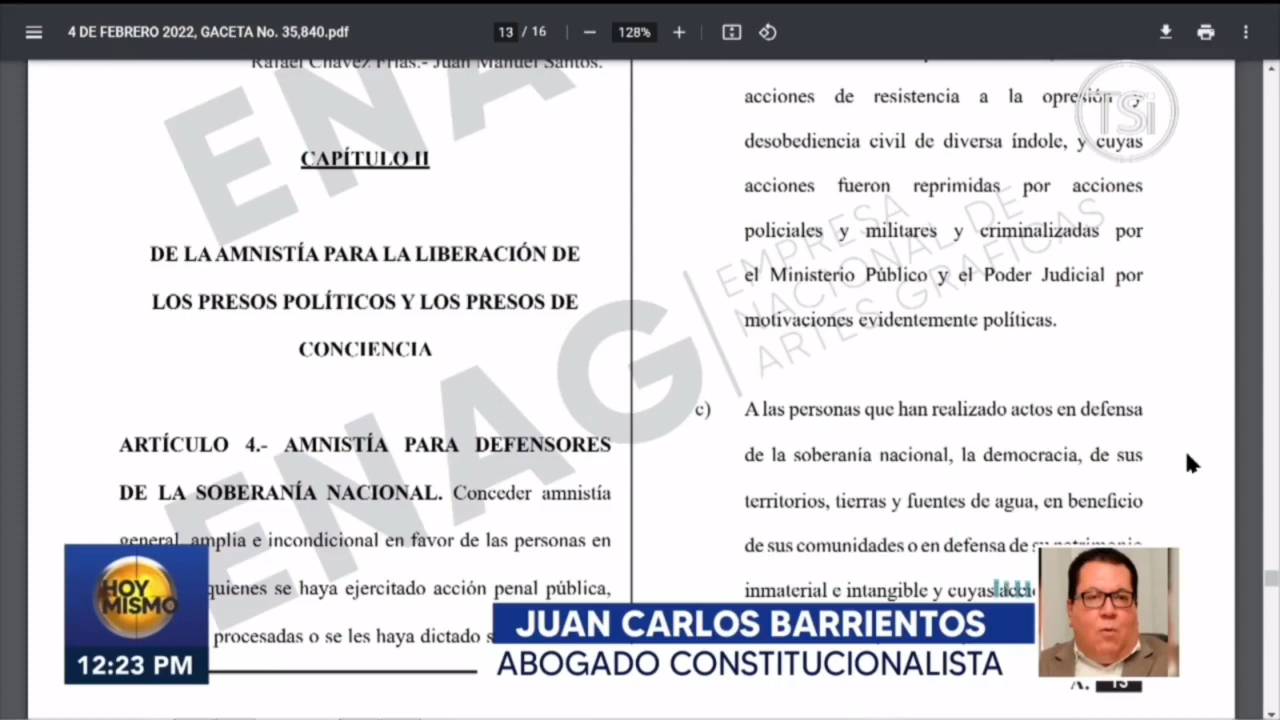 4 DE FEBRERO 2022, GACETA No. 35,840.pdf
13 / 16
128%
Rafael Chávez Frías.- Juan Manuel Santos.
CAPÍTULO II
DE LA AMNISTÍA PARA LA LIBERACIÓN DE
LOS PRESOS POLÍTICOS Y LOS PRESOS DE
CONCIENCIA
ARTÍCULO 4.- AMNISTÍA PARA DEFENSORES
DE LA SOBERANÍA NACIONAL. Conceder amnistía
general, amplia e incondicional en favor de las personas en
quienes se haya ejercitado acción penal pública,
procesadas o se les haya dictado
acciones de resistencia a la opresión y
desobediencia civil de diversa índole, y cuyas
acciones fueron reprimidas por acciones
policiales y militares y criminalizadas por
el Ministerio Público y el Poder Judicial por
motivaciones evidentemente políticas.
c) A las personas que han realizado actos en defensa
de la soberanía nacional, la democracia, de sus
territorios, tierras y fuentes de agua, en beneficio
de sus comunidades o en defensa de su patrimonio
inmaterial e intangible y cuyas
A.
ENAG
ENAG
EMPRESA
NACIONAL DE
ARTES GRAFICAS
TSi
HOY
MISMO
12:23 PM
JUAN CARLOS BARRIENTOS
ABOGADO CONSTITUCIONALISTA